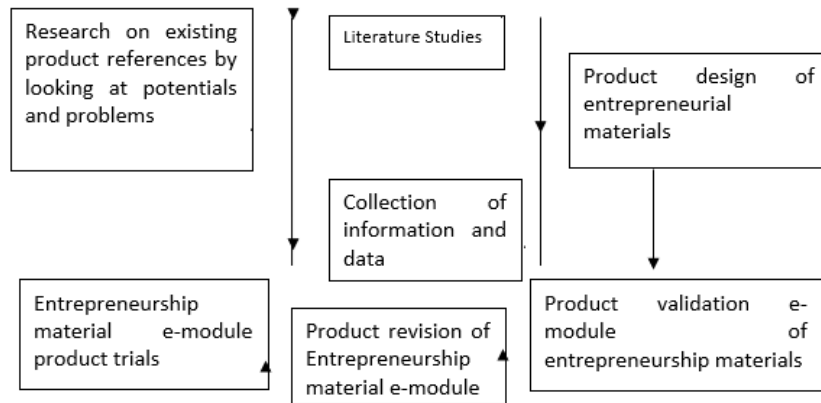 Research on existing
product references by
looking at potentials
and problems
Literature Studies
Product design of
entrepreneurial
materials
Collection of
information and
data
Entrepreneurship
material e-module
product trials
Product revision of
Entrepreneurship
material e-module
Product validation e-
module of
entrepreneurship materials